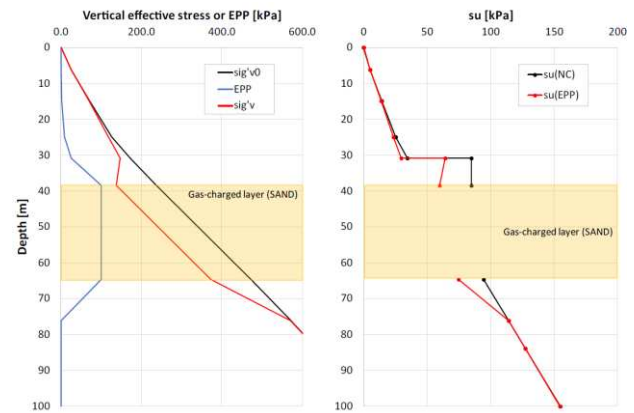 Vertical effective stress or EPP [kPa]
0.0 200.0 400.0 600.0
0
10
20
30
40
50
60
70
80
90
100
Depth [m]
sig'v0
EPP
sig'v
Gas-charged layer (SAND)
su [kPa]
0 50 100 150 200
0
10
20
30
40
50
60
70
80
90
100
su(NC)
su(EPP)
Gas-charged layer (SAND)